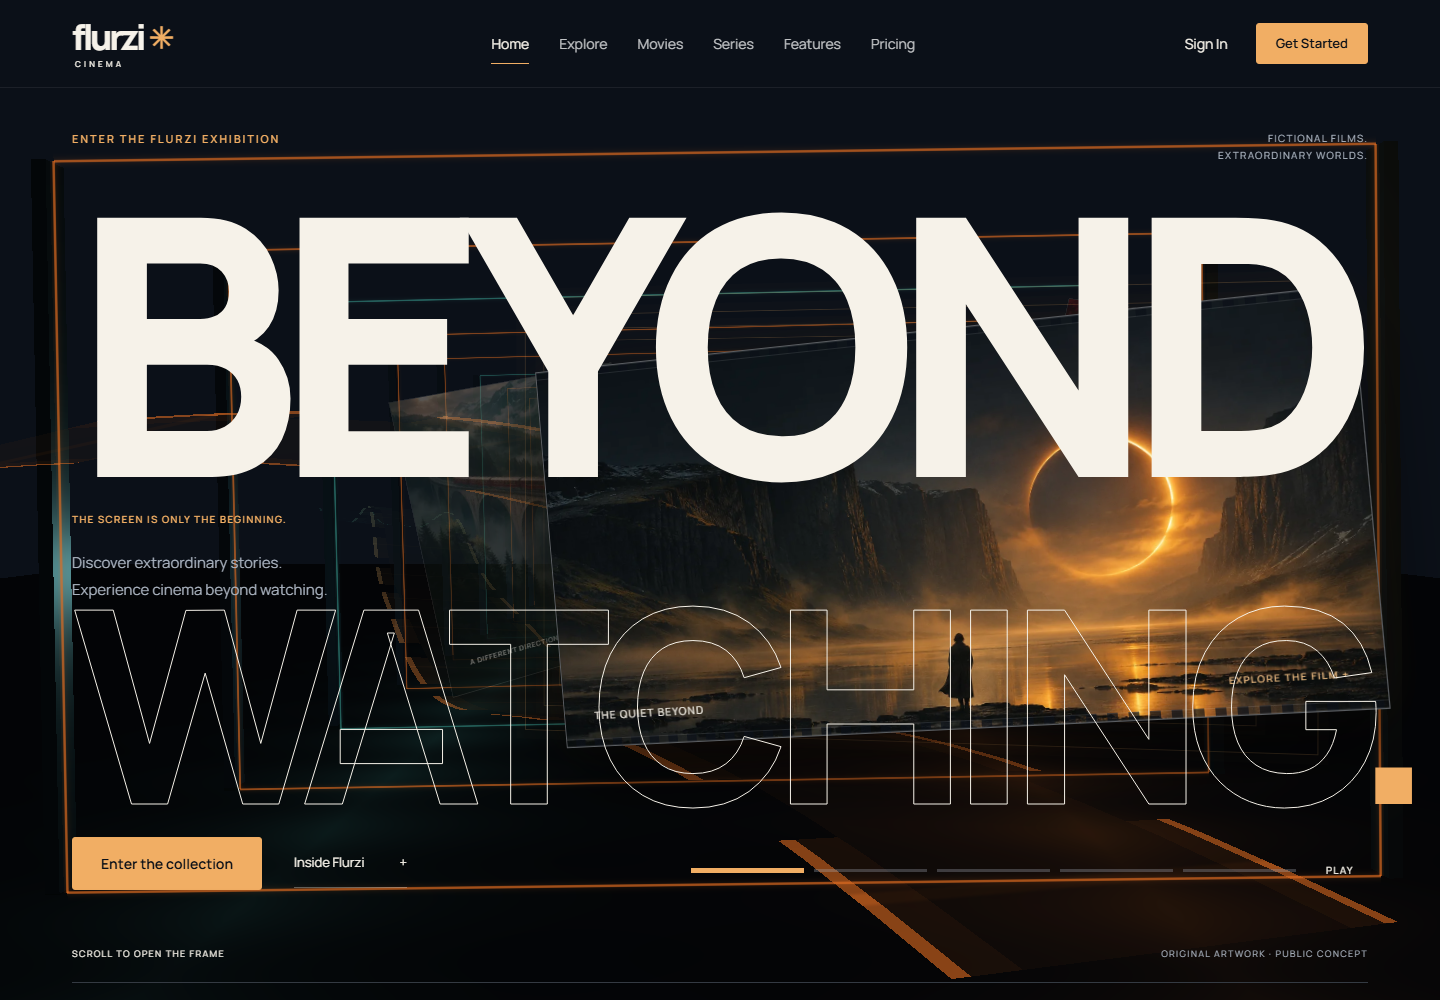 flurzi
CINEMA
Home
Explore
Movies
Series
Features
Pricing
Sign In
Get Started
ENTER THE FLURZI EXHIBITION
FICTIONAL FILMS.
EXTRAORDINARY WORLDS.
BEYOND
THE SCREEN IS ONLY THE BEGINNING.
Discover extraordinary stories.
Experience cinema beyond watching.
WATCHING.
A DIFFERENT DIRECTION
THE QUIET BEYOND
EXPLORE THE FILM +
Enter the collection
Inside Flurzi +
PLAY
SCROLL TO OPEN THE FRAME
ORIGINAL ARTWORK · PUBLIC CONCEPT